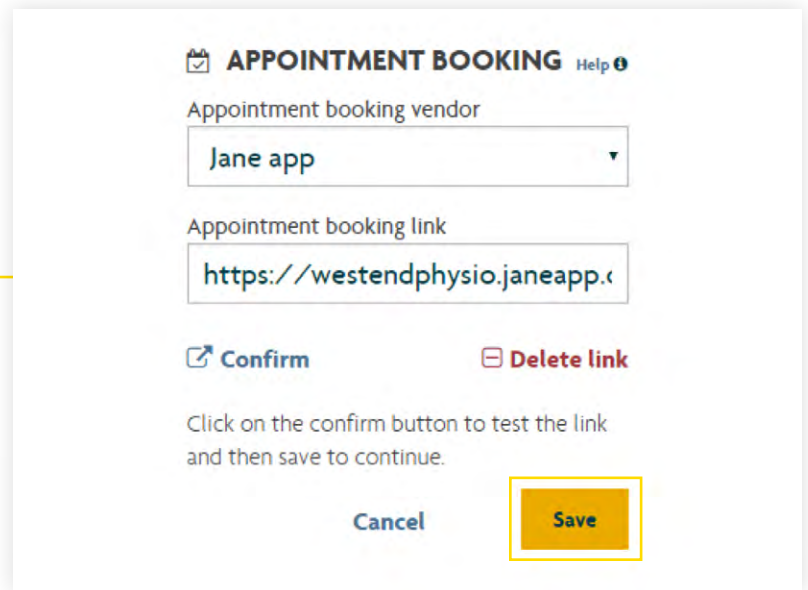 APPOINTMENT BOOKING Help
Appointment booking vendor
Jane app
Appointment booking link
https://westendphysio.janeapp.c
Confirm
Delete link
Click on the confirm button to test the link
and then save to continue.
Cancel
Save